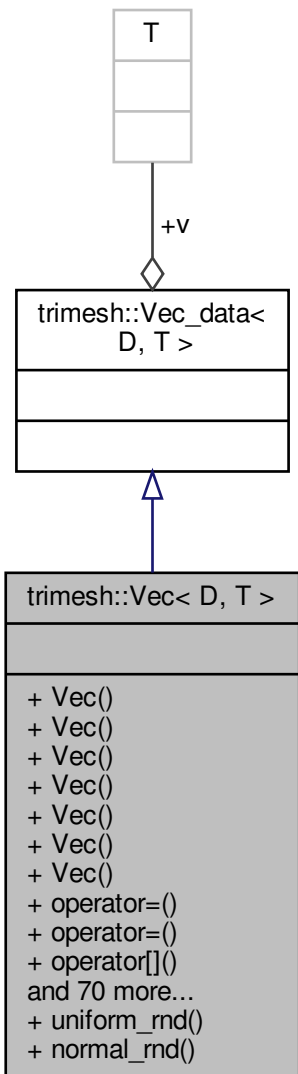 T
+v
trimesh::Vec_data<
D, T >
trimesh::Vec< D, T >
+ Vec()
+ Vec()
+ Vec()
+ Vec()
+ Vec()
+ Vec()
+ Vec()
+ operator=()
+ operator=()
+ operator[]()
and 70 more...
+ uniform_rnd()
+ normal_rnd()